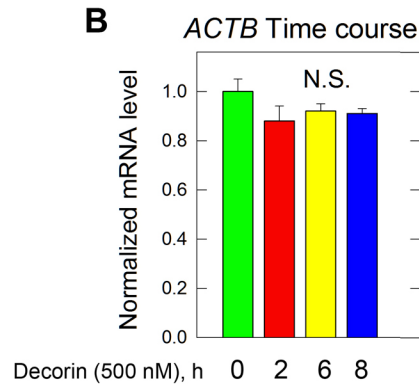 B
ACTB Time course
N.S.
Normalized mRNA level
1.0
0.8
0.6
0.4
0.2
0.0
Decorin (500 nM), h 0 2 6 8